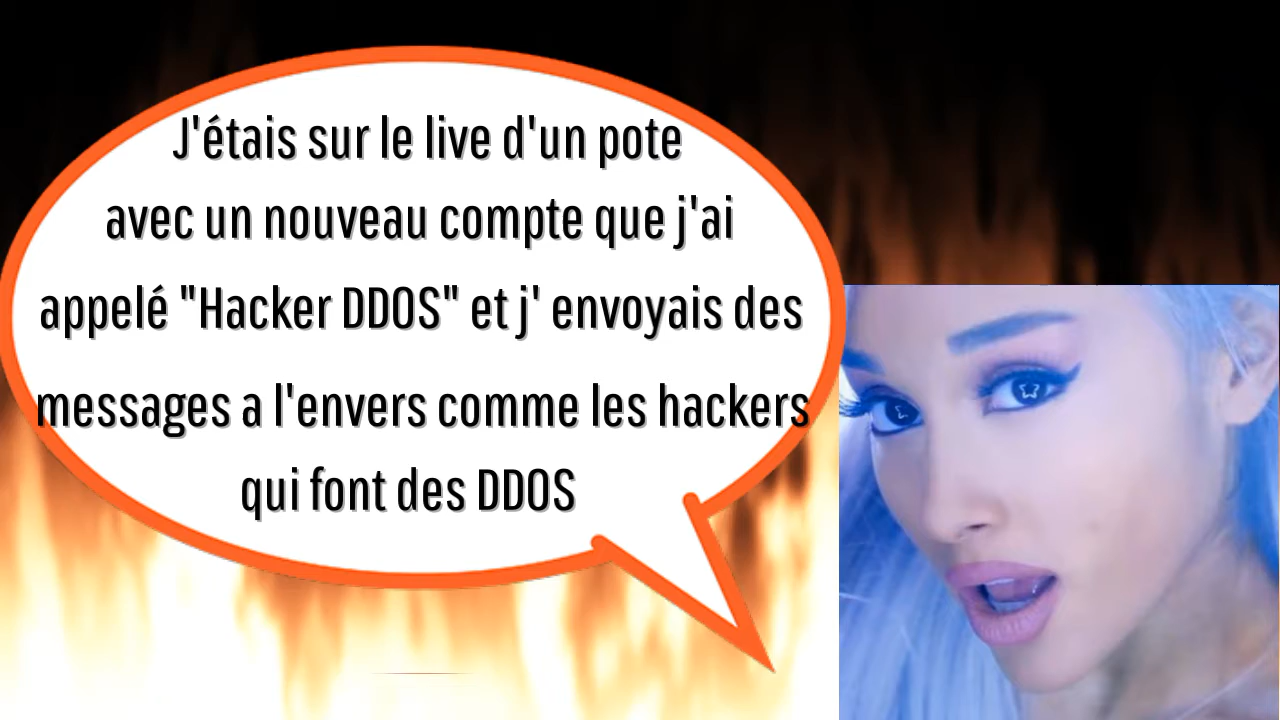 J'étais sur le live d'un pote
avec un nouveau compte que j'ai
appelé "Hacker DDOS" et j' envoyais des
messages a l'envers comme les hackers
qui font des DDOS